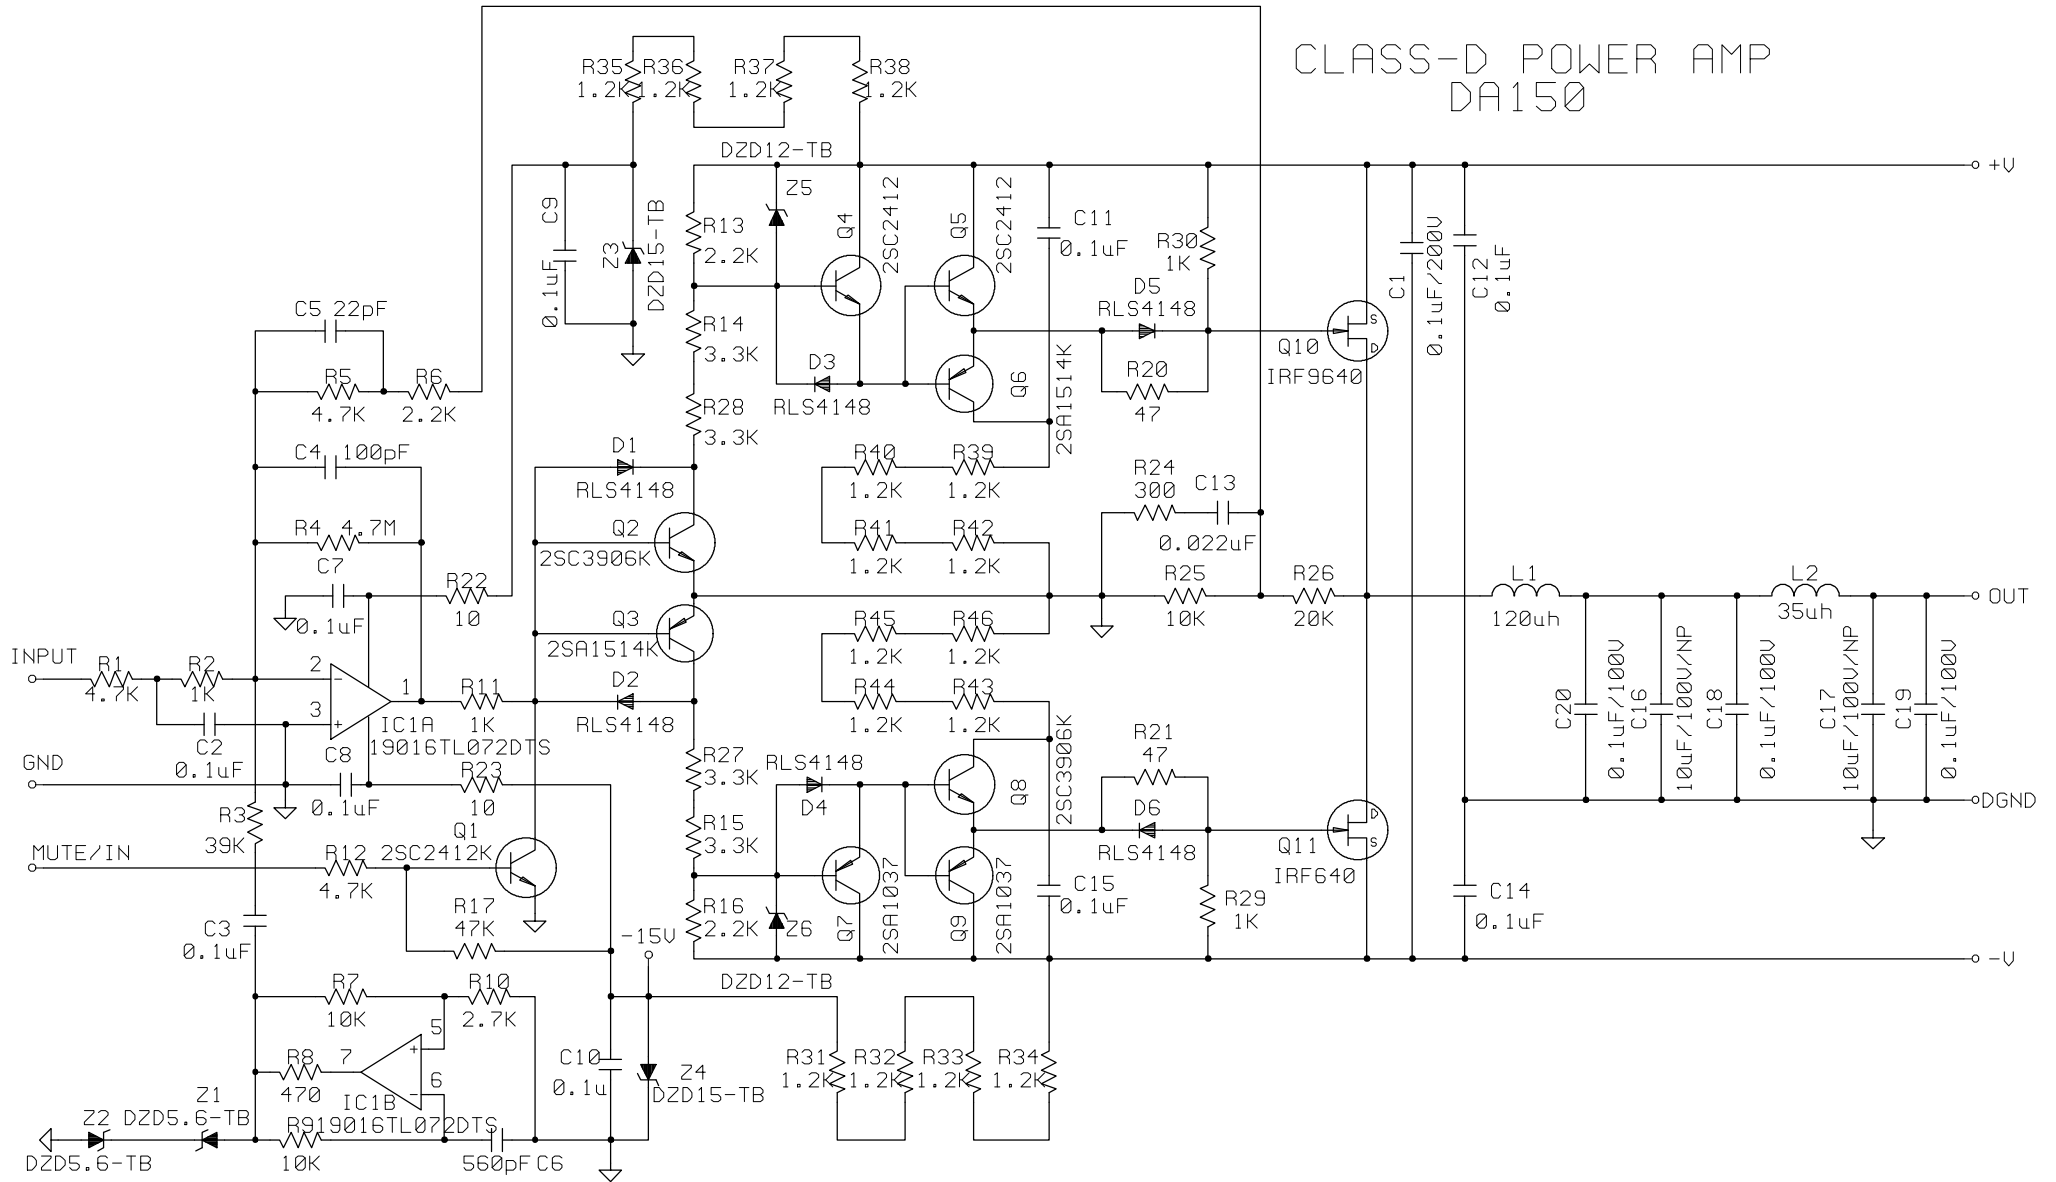 CLASS-D POWER AMP
DA150
R35
1.2K
R36
1.2K
R37
1.2K
R38
1.2K
DZD12-TB
+V
Z5
Q4
2SC2412
Q5
2SC2412
C9
0.1uF
Z3
DZD15-TB
R13
2.2K
C11
0.1uF
R30
1K
C1
0.1uF/200V
C12
0.1uF
D5
RLS4148
C5 22pF
R14
3.3K
S
D
Q10
IRF9640
D3
RLS4148
Q6
2SA1514K
R20
47
R5
4.7K
R6
2.2K
R28
3.3K
C4 100pF
D1
RLS4148
R40
1.2K
R39
1.2K
R24
300
C13
0.022uF
R4 4.7M
Q2
2SC3906K
R41
1.2K
R42
1.2K
C7
0.1uF
R22
10
R25
10K
R26
20K
L1
120uh
L2
35uh
OUT
Q3
2SA1514K
R45
1.2K
R46
1.2K
INPUT
R1
4.7K
R2
1K
2
-
3
+
1
IC1A
19016TL072DTS
R11
1K
D2
RLS4148
R44
1.2K
R43
1.2K
C20
0.1uF/100V
C16
10uF/100V/NP
C18
0.1uF/100V
C17
10uF/100V/NP
C19
0.1uF/100V
C2
0.1uF
GND
C8
0.1uF
R23
10
R27
3.3K
RLS4148
D4
Q8
2SC3906K
R21
47
D6
RLS4148
DGND
R3
39K
R15
3.3K
D
S
Q11
IRF640
MUTE/IN
R12
4.7K
Q1
2SC2412K
R17
47K
R16
2.2K
Z6
Q7
2SA1037
Q9
2SA1037
C15
0.1uF
R29
1K
C14
0.1uF
C3
0.1uF
-15V
DZD12-TB
-V
R7
10K
R10
2.7K
5
+
6
-
7
R8
470
IC1B
19016TL072DTS
C10
0.1u
Z4
DZD15-TB
R31
1.2K
R32
1.2K
R33
1.2K
R34
1.2K
Z1
DZD5.6-TB
Z2
DZD5.6-TB
R9
10K
560pF C6